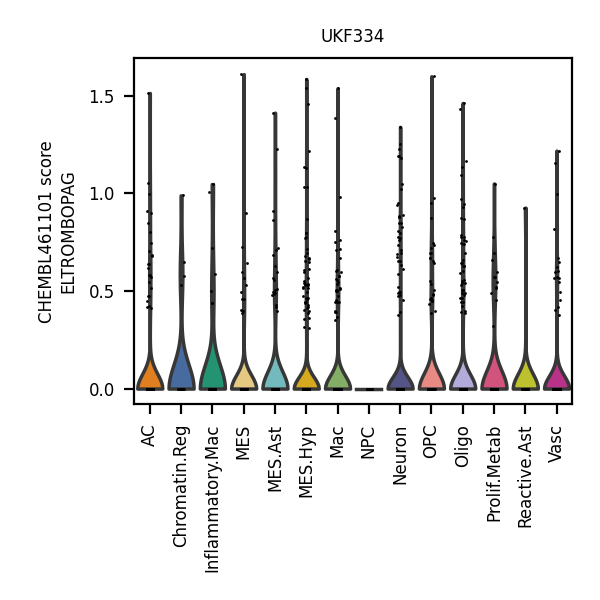 UKF334
CHEMBL461101 score
ELTROMBOPAG
1.5
1.0
0.5
0.0
AC
Chromatin.Reg
Inflammatory.Mac
MES
MES.Ast
MES.Hyp
Mac
NPC
Neuron
OPC
Oligo
Prolif.Metab
Reactive.Ast
Vasc